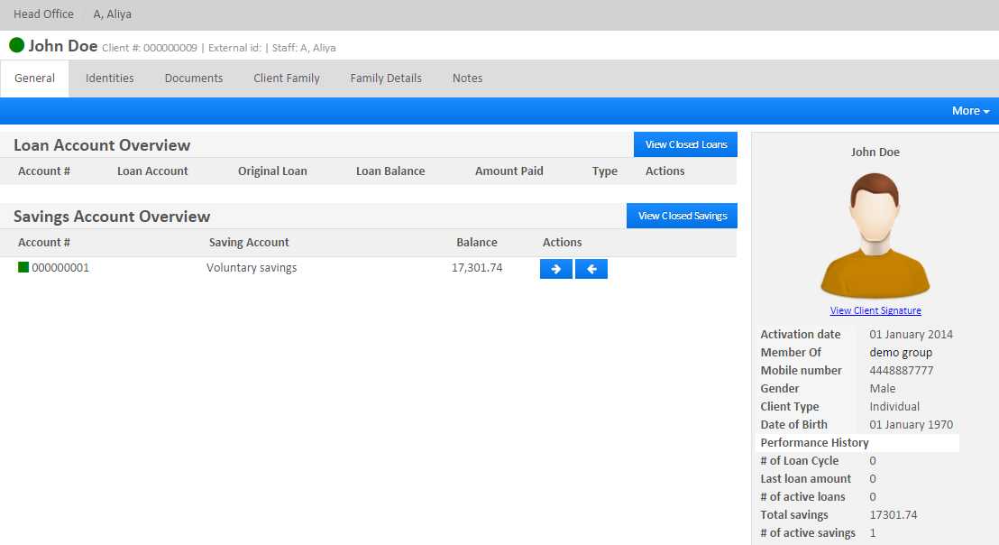 Head Office / A, Aliya
John Doe Client #: 000000009 | External id: | Staff: A, Aliya
General Identities Documents Client Family Family Details Notes
More
Loan Account Overview View Closed Loans
Account # Loan Account Original Loan Loan Balance Amount Paid Type Actions
Savings Account Overview View Closed Savings
Account # Saving Account Balance Actions
000000001 Voluntary savings 17,301.74
John Doe
View Client Signature
Activation date 01 January 2014
Member Of demo group
Mobile number 4448887777
Gender Male
Client Type Individual
Date of Birth 01 January 1970
Performance History
# of Loan Cycle 0
Last loan amount 0
# of active loans 0
Total savings 17301.74
# of active savings 1